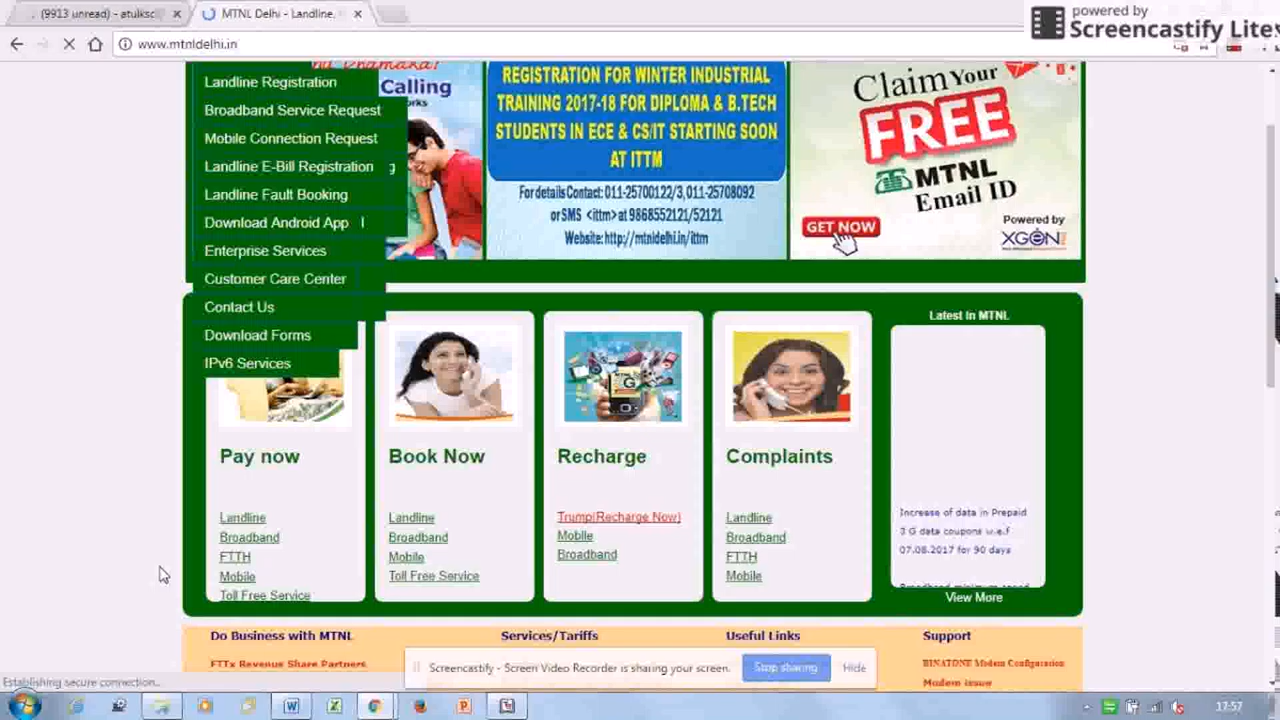 (9913 unread) - atulksc
MTNL Delhi - Landline,
powered by
Screencastify Lite
www.mtnldelhi.in
Landline Registration
Broadband Service Request
Mobile Connection Request
Landline E-Bill Registration
Landline Fault Booking
Download Android App
Enterprise Services
Customer Care Center
Contact Us
Download Forms
IPv6 Services
Calling
REGISTRATION FOR WINTER INDUSTRIAL
TRAINING 2017-18 FOR DIPLOMA & B.TECH
STUDENTS IN ECE & CS/IT STARTING SOON
AT ITTM
For details Contact: 011-25700122/3,011-25708092
or SMS <ittm> at 9868552121/52121
Website: http://mtnldelhi.in/ittm
Claim Your
FREE
MTNL
Email ID
GET NOW
Powered by
XGEN
Pay now
Landline
Broadband
FTTH
Mobile
Toll Free Service
Book Now
Landline
Broadband
Mobile
Toll Free Service
Recharge
Trump(Recharge Now)
Mobile
Broadband
Complaints
Landline
Broadband
FTTH
Mobile
Latest in MTNL
Increase of data in Prepaid
3 G data coupons w.e.f
07.08.2017 for 90 days
View More
Do Business with MTNL
Services/Tariffs
Useful Links
Support
FTTx Revenue Share Partners
BINATONE Modem Configuration
Modem issue
Screencastify - Screen Video Recorder is sharing your screen.
Stop sharing
Hide
Establishing secure connection...
17:57